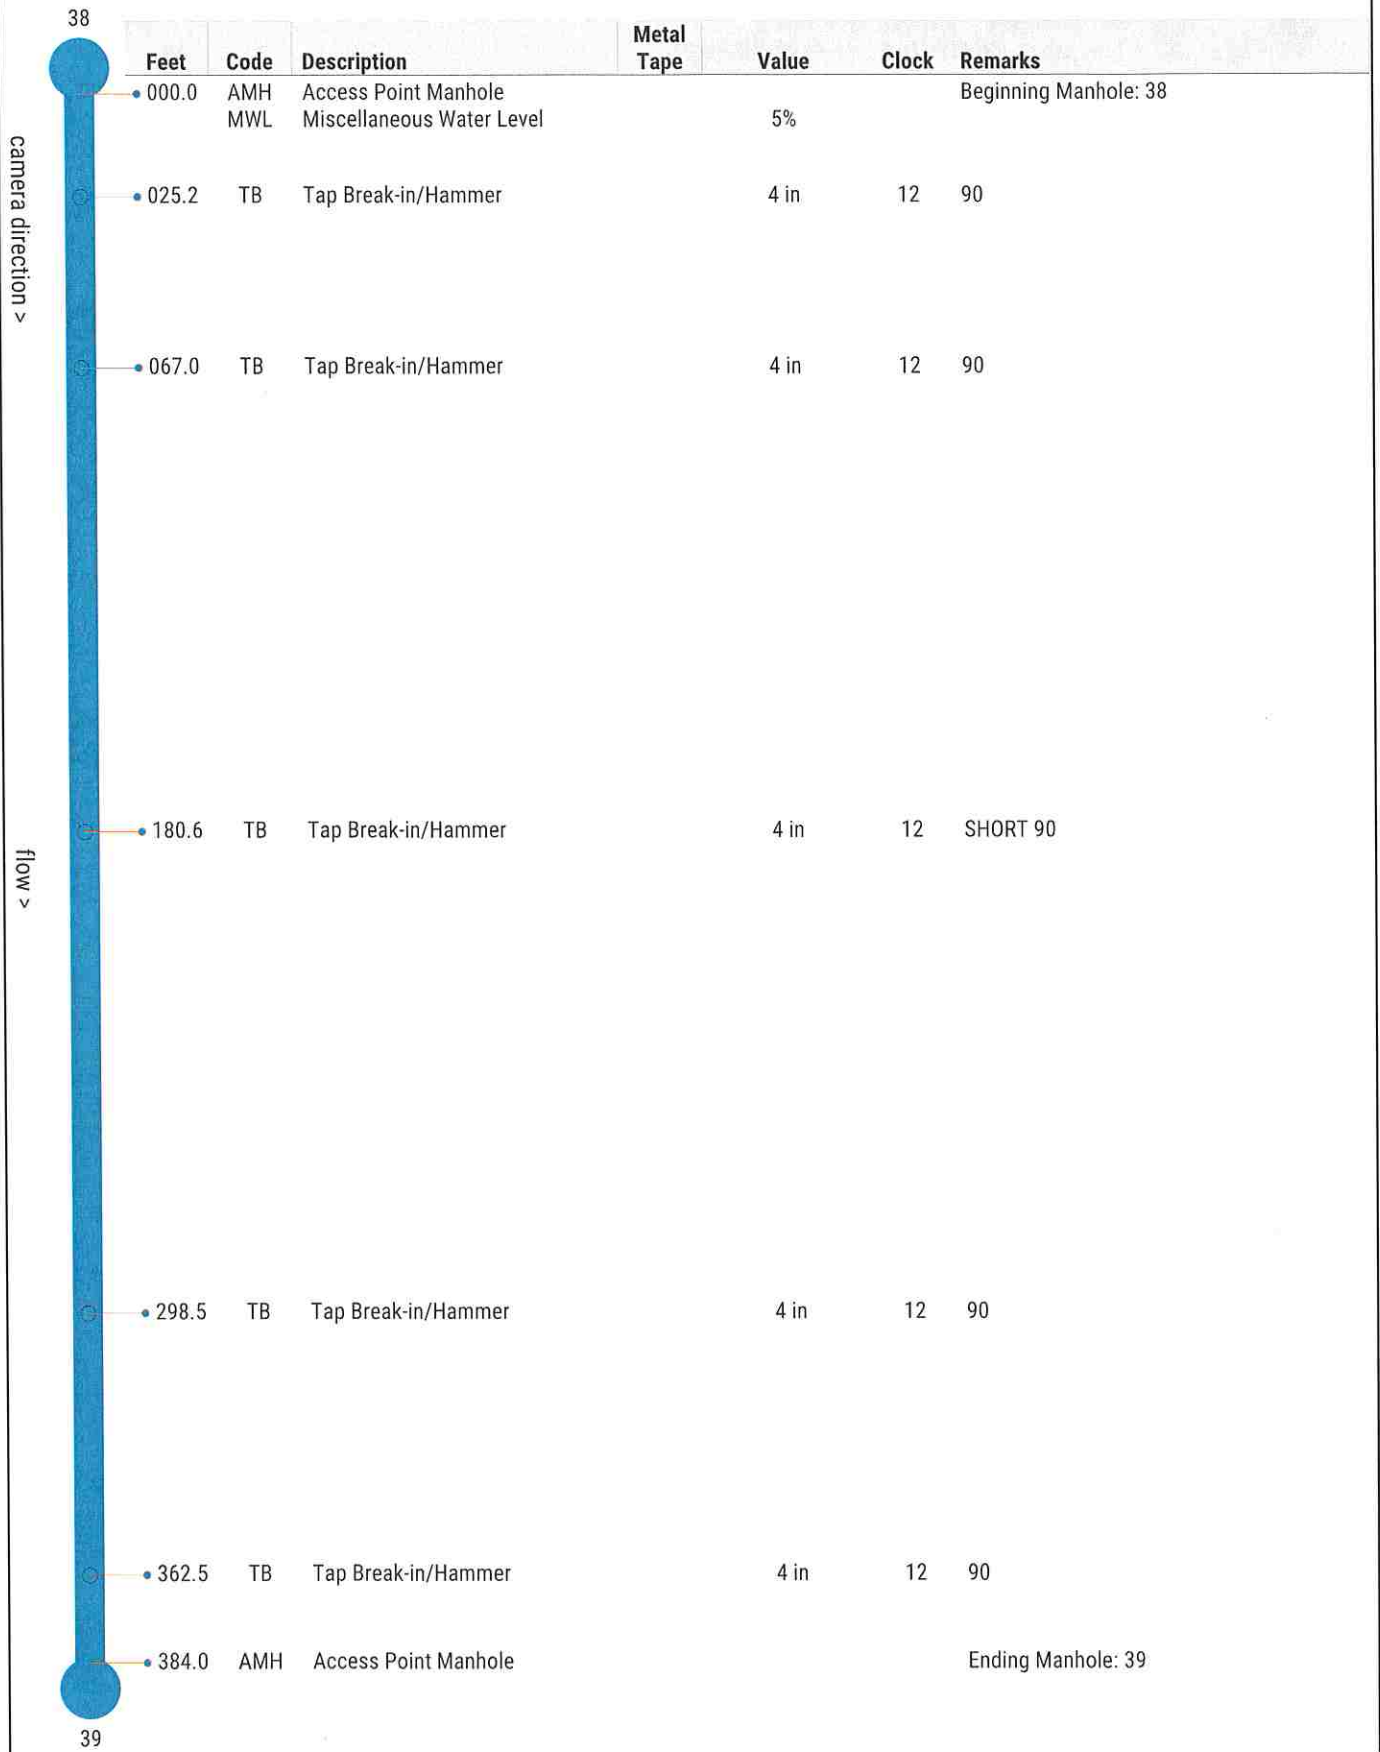 38
Feet Code Description Metal Tape Value Clock Remarks
000.0 AMH Access Point Manhole Beginning Manhole: 38
MWL Miscellaneous Water Level 5%
camera direction >
025.2 TB Tap Break-in/Hammer 4 in 12 90
067.0 TB Tap Break-in/Hammer 4 in 12 90
180.6 TB Tap Break-in/Hammer 4 in 12 SHORT 90
flow >
298.5 TB Tap Break-in/Hammer 4 in 12 90
362.5 TB Tap Break-in/Hammer 4 in 12 90
384.0 AMH Access Point Manhole Ending Manhole: 39
39